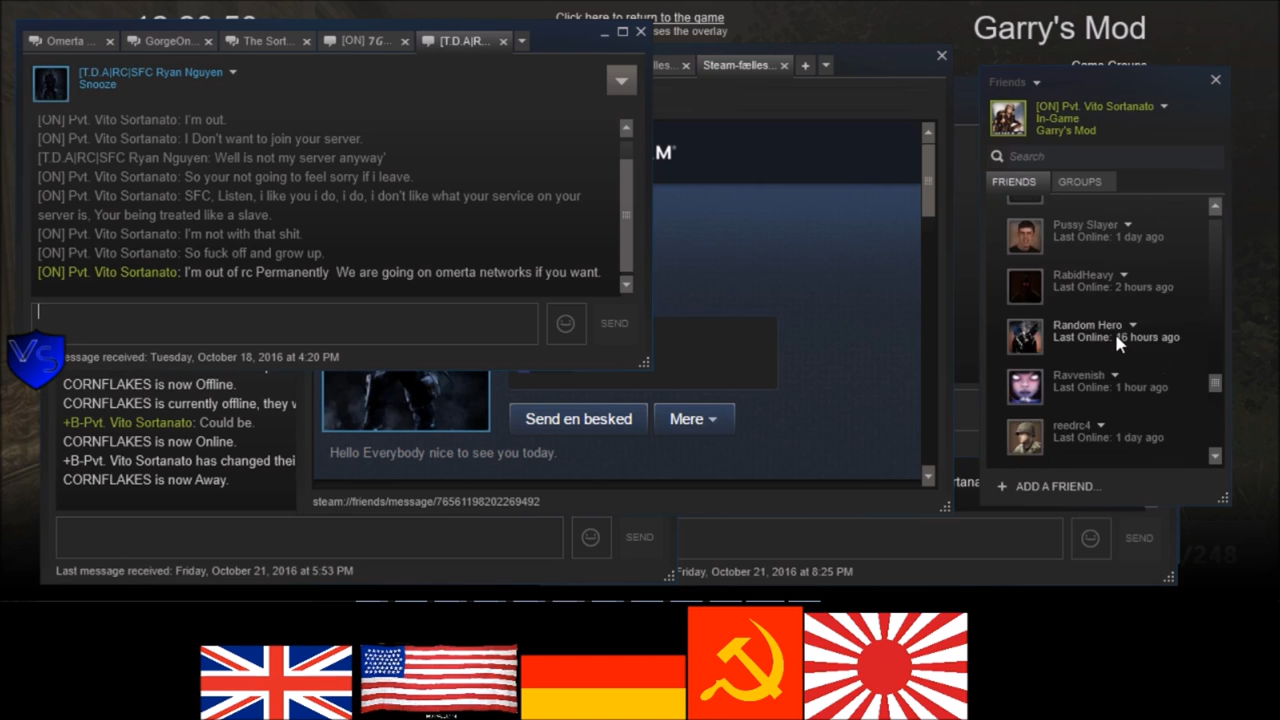 Click here to return to the game
ses the overlay
Garry's Mod
Omerta ...
GorgeOn...
The Sort...
[ON] 76...
[T.D.A|R...
[T.D.A|RC|SFC Ryan Nguyen
Snooze
[ON] Pvt. Vito Sortanato: I'm out.
[ON] Pvt. Vito Sortanato: I Don't want to join your server.
[T.D.A|RC|SFC Ryan Nguyen: Well is not my server anyway'
[ON] Pvt. Vito Sortanato: So your not going to feel sorry if i leave.
[ON] Pvt. Vito Sortanato: SFC, Listen, i like you i do, i do, i don't like what your service on your
server is, Your being treated like a slave.
[ON] Pvt. Vito Sortanato: I'm not with that shit.
[ON] Pvt. Vito Sortanato: So fuck off and grow up.
[ON] Pvt. Vito Sortanato: I'm out of rc Permanently We are going on omerta networks if you want.
SEND
essage received: Tuesday, October 18, 2016 at 4:20 PM
VS
CORNFLAKES is now Offline.
CORNFLAKES is currently offline, they v
+B-Pvt. Vito Sortanato: Could be.
CORNFLAKES is now Online.
+B-Pvt. Vito Sortanato has changed thei
CORNFLAKES is now Away.
SEND
Last message received: Friday, October 21, 2016 at 5:53 PM
lles...
Steam-fælles...
M
Send en besked
Mere
Hello Everybody nice to see you today.
steam://friends/message/76561198202269492
SEND
Friday, October 21, 2016 at 8:25 PM
Game Groups
Friends
[ON] Pvt. Vito Sortanato
In-Game
Garry's Mod
Search
FRIENDS
GROUPS
Pussy Slayer
Last Online: 1 day ago
RabidHeavy
Last Online: 2 hours ago
Random Hero
Last Online: 16 hours ago
Ravvenish
Last Online: 1 hour ago
reedrc4
Last Online: 1 day ago
+ ADD A FRIEND...
rtana
/248